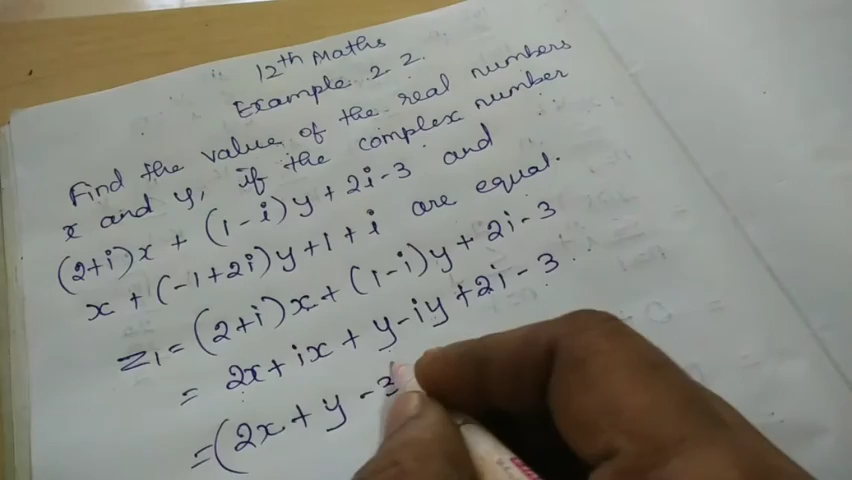 12th Maths
Example 2 2.
Find the value of the real numbers
x and y, if the complex number
(2+i)x + (1-i)y + 2i-3 and
x + (-1+2i)y + 1 + i are equal.
z1 = (2+i)x + (1-i)y + 2i-3
= 2x + ix + y - iy + 2i - 3
= (2x + y - 3